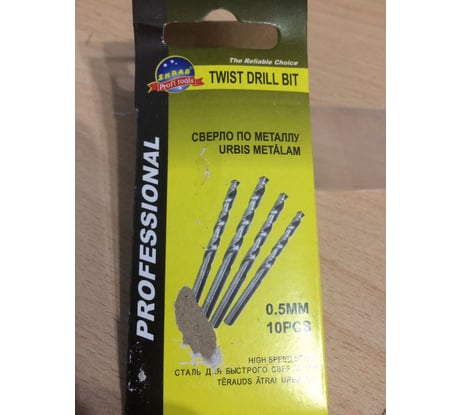 The Reliable Choice
SKRAB
Profi tools
TWIST DRILL BIT
СВЕРЛО ПО МЕТАЛЛУ
URBIS METĀLAM
PROFESSIONAL
0.5MM
10PCS
HIGH SPEED
СТАЛЬ ДЛЯ БЫСТРОГО
TĒRAUDS ĀTRAI